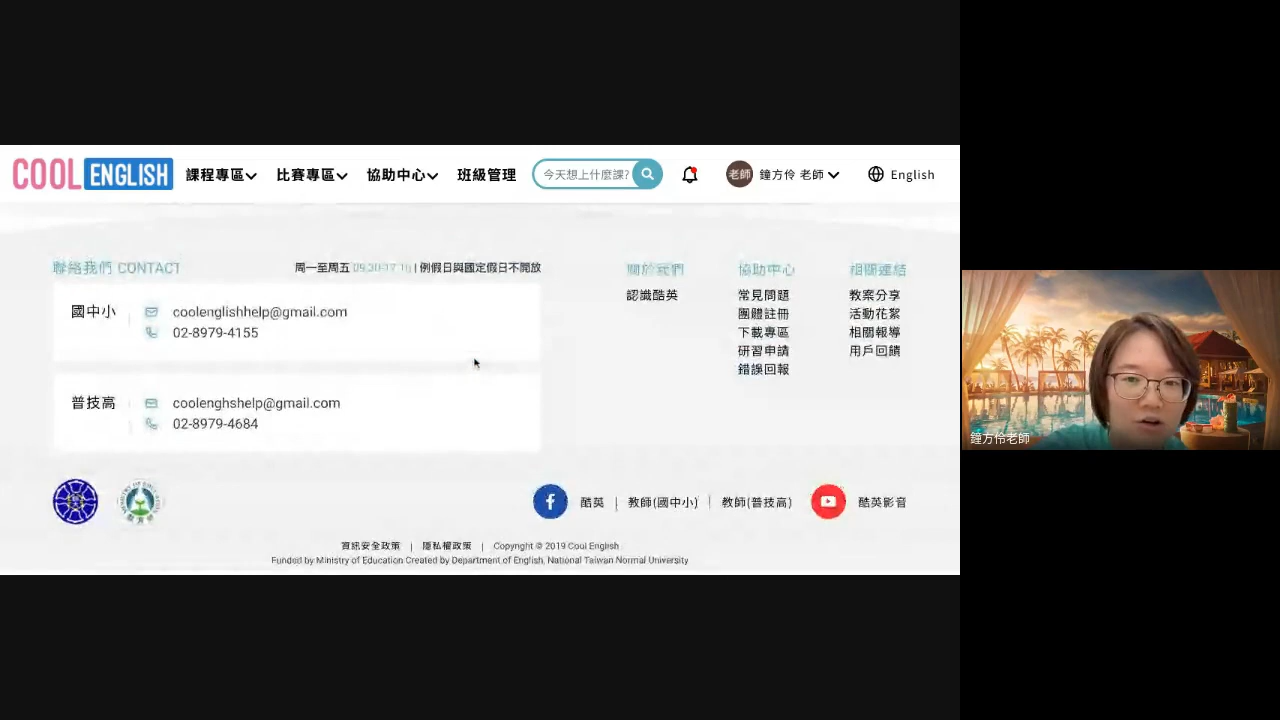 COOL ENGLISH 課程專區 比賽專區 協助中心 班級管理 今天想上什麼課? 老師 鐘方伶 老師 English
聯絡我們 CONTACT 周一至周五 09:30-17:10 | 例假日與國定假日不開放
國中小 coolenglishhelp@gmail.com
02-8979-4155
普技高 coolenghshelp@gmail.com
02-8979-4684
關於我們
認識酷英
協助中心
常見問題
團體註冊
下載專區
研習申請
錯誤回報
相關連結
教案分享
活動花絮
相關報導
用戶回饋
酷英 | 教師(國中小) | 教師(普技高) 酷英影音
資訊安全政策 | 隱私權政策 | Copyright © 2019 Cool English
Funded by Ministry of Education Created by Department of English, National Taiwan Normal University
鐘方伶老師